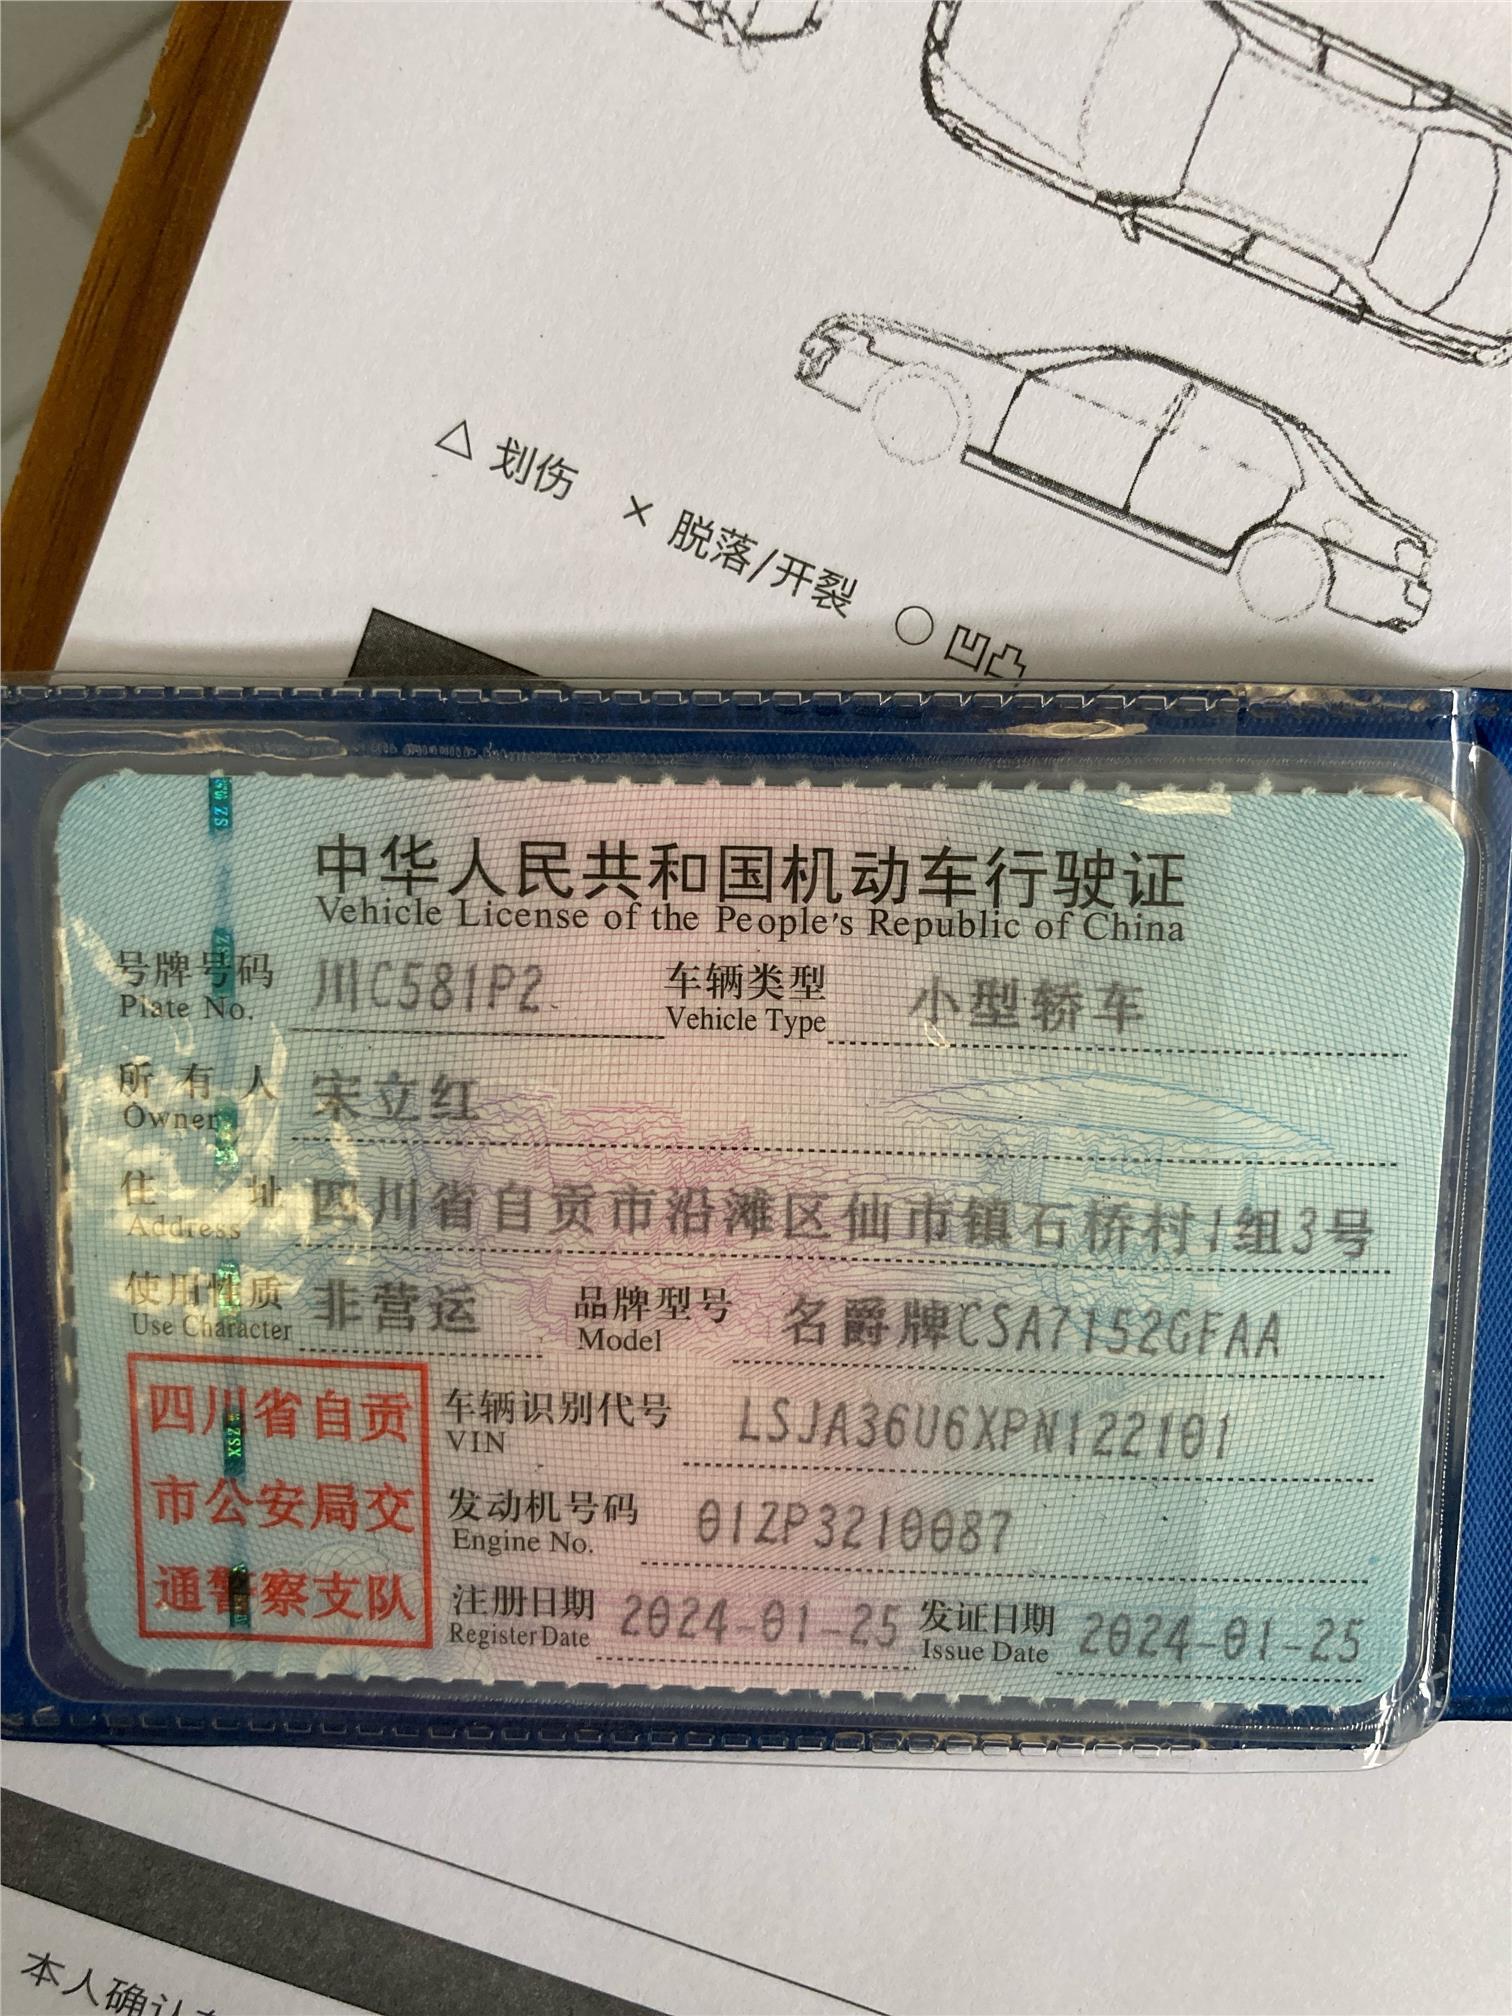 △ 划伤 × 脱落/开裂 ○ 凹凸
中华人民共和国机动车行驶证
Vehicle License of the People's Republic of China
号牌号码 川C581P2 车辆类型 小型轿车
Plate No. Vehicle Type
所有人 宋立红
Owner
住址 四川省自贡市沿滩区仙市镇石桥村1组3号
Address
使用性质 非营运 品牌型号 名爵牌CSA7152GFAA
Use Character Model
四川省自贡
市公安局交
通警察支队
车辆识别代号 LSJA36U6XPN122101
VIN
发动机号码 01ZP3210087
Engine No.
注册日期 2024-01-25 发证日期 2024-01-25
Register Date Issue Date
本人确认